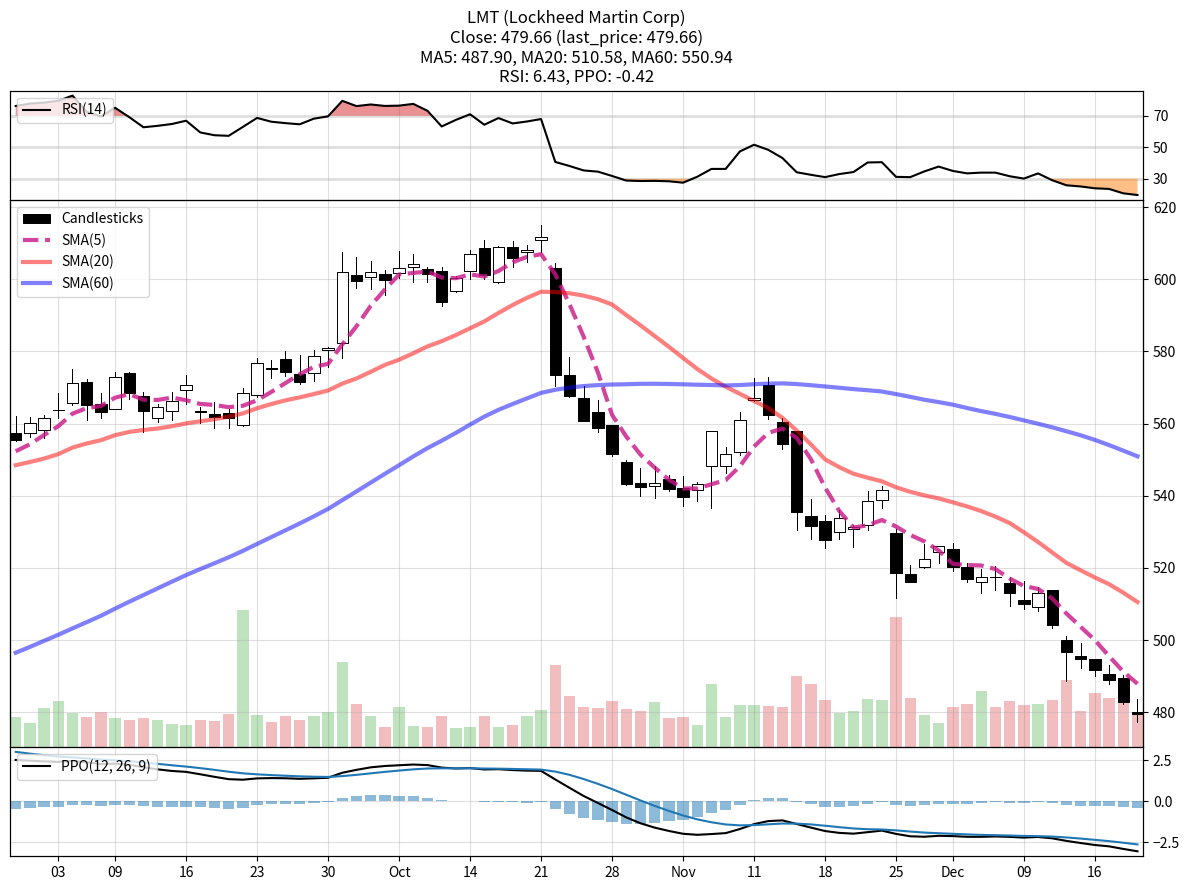 LMT (Lockheed Martin Corp)
Close: 479.66 (last_price: 479.66)
MA5: 487.90, MA20: 510.58, MA60: 550.94
RSI: 6.43, PPO: -0.42
RSI(14)
70
50
30
Candlesticks
SMA(5)
SMA(20)
SMA(60)
620
600
580
560
540
520
500
480
PPO(12, 26, 9)
2.5
0.0
−2.5
03 09 16 23 30 Oct 14 21 28 Nov 11 18 25 Dec 09 16